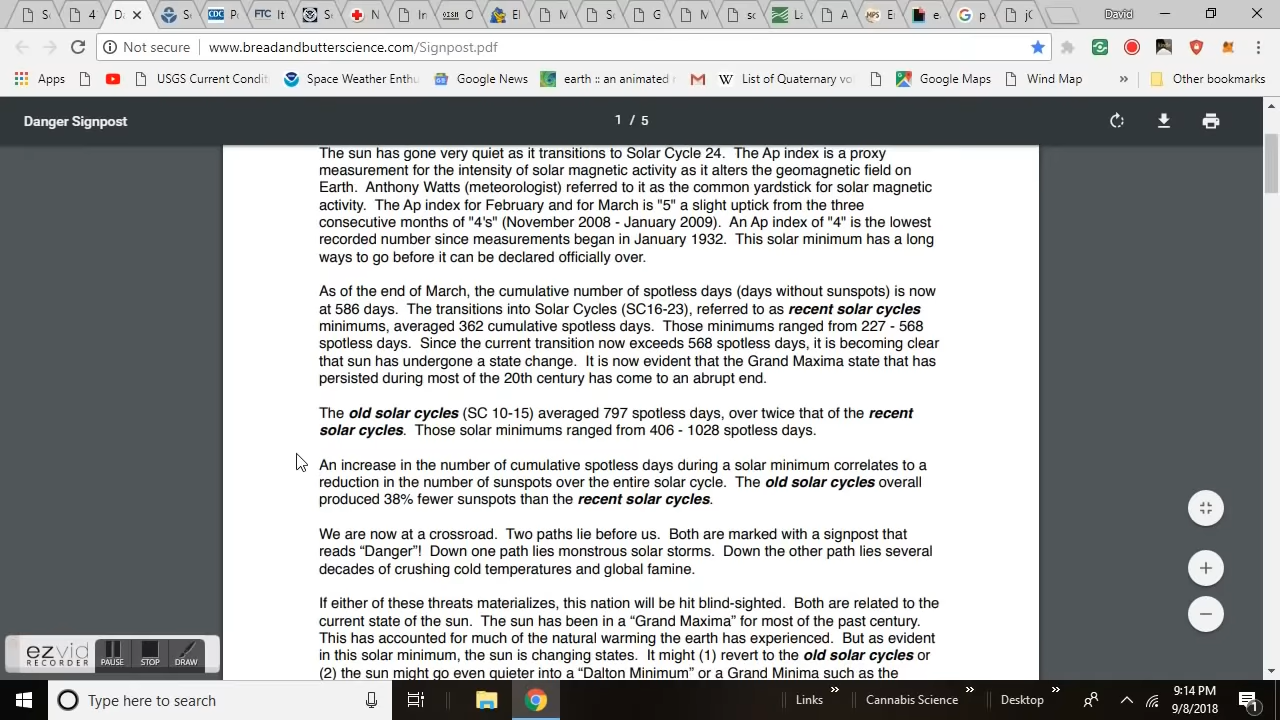 David
Not secure
www.breadandbutterscience.com/Signpost.pdf
Apps
USGS Current Condit
Space Weather Enthu
Google News
earth :: an animated
List of Quaternary vo
Google Maps
Wind Map
»
Other bookmarks
Danger Signpost
1 / 5
The sun has gone very quiet as it transitions to Solar Cycle 24. The Ap index is a proxy
measurement for the intensity of solar magnetic activity as it alters the geomagnetic field on
Earth. Anthony Watts (meteorologist) referred to it as the common yardstick for solar magnetic
activity. The Ap index for February and for March is "5" a slight uptick from the three
consecutive months of "4's" (November 2008 - January 2009). An Ap index of "4" is the lowest
recorded number since measurements began in January 1932. This solar minimum has a long
ways to go before it can be declared officially over.
As of the end of March, the cumulative number of spotless days (days without sunspots) is now
at 586 days. The transitions into Solar Cycles (SC16-23), referred to as recent solar cycles
minimums, averaged 362 cumulative spotless days. Those minimums ranged from 227 - 568
spotless days. Since the current transition now exceeds 568 spotless days, it is becoming clear
that sun has undergone a state change. It is now evident that the Grand Maxima state that has
persisted during most of the 20th century has come to an abrupt end.
The old solar cycles (SC 10-15) averaged 797 spotless days, over twice that of the recent
solar cycles. Those solar minimums ranged from 406 - 1028 spotless days.
An increase in the number of cumulative spotless days during a solar minimum correlates to a
reduction in the number of sunspots over the entire solar cycle. The old solar cycles overall
produced 38% fewer sunspots than the recent solar cycles.
We are now at a crossroad. Two paths lie before us. Both are marked with a signpost that
reads “Danger”! Down one path lies monstrous solar storms. Down the other path lies several
decades of crushing cold temperatures and global famine.
If either of these threats materializes, this nation will be hit blind-sighted. Both are related to the
current state of the sun. The sun has been in a “Grand Maxima” for most of the past century.
This has accounted for much of the natural warming the earth has experienced. But as evident
in this solar minimum, the sun is changing states. It might (1) revert to the old solar cycles or
(2) the sun might go even quieter into a “Dalton Minimum” or a Grand Minima such as the
ezvid
RECORDER
PAUSE
STOP
DRAW
Type here to search
Links
Cannabis Science
Desktop
9:14 PM
9/8/2018